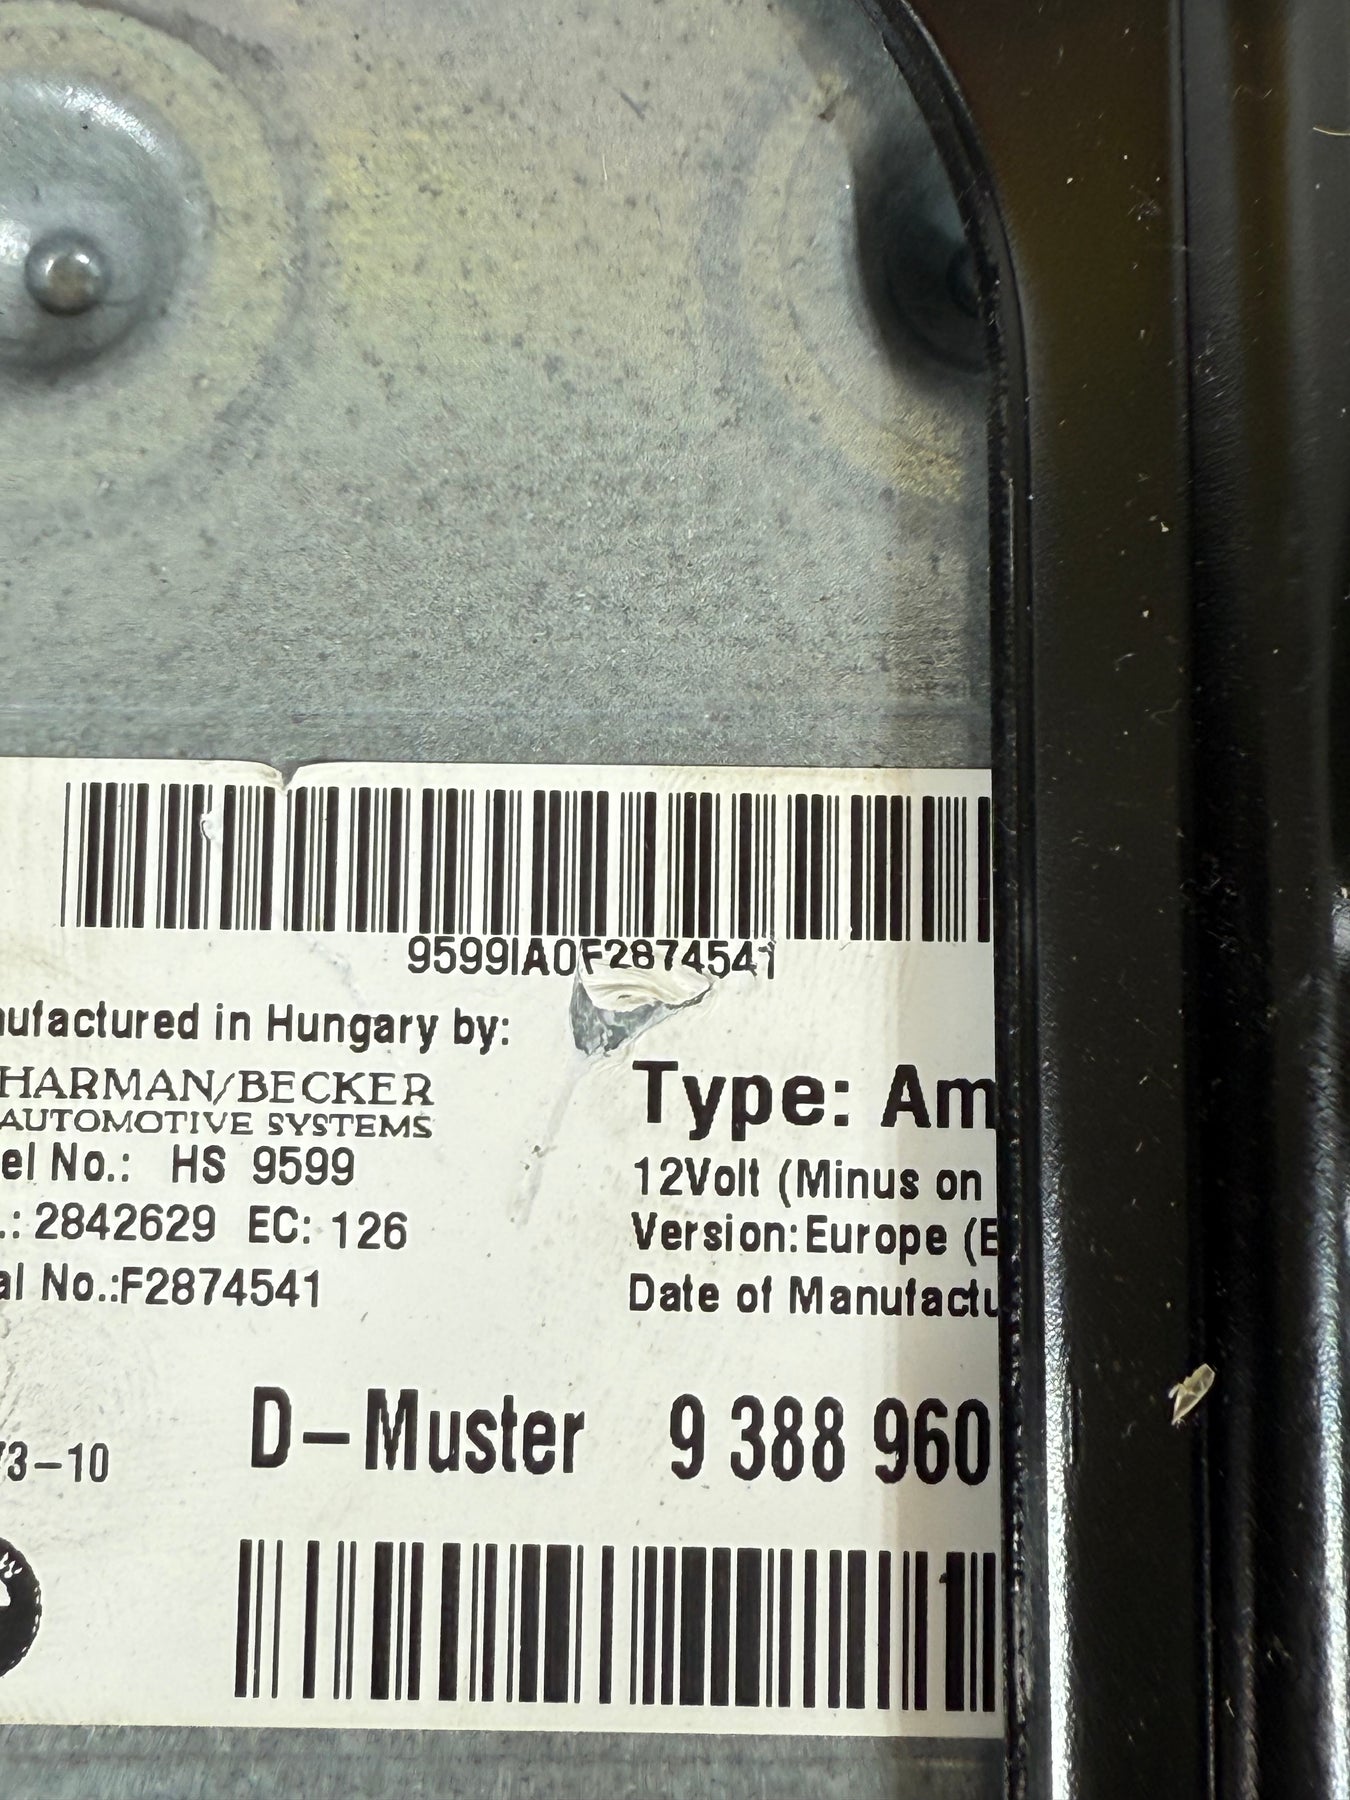 9599IA0F2874541
nufactured in Hungary by:
HARMAN/BECKER
AUTOMOTIVE SYSTEMS
Type: Am
el No.: HS 9599
12Volt (Minus on
.: 2842629 EC: 126
Version:Europe (E
al No.:F2874541
Date of Manufactu
D-Muster 9 388 960
73-10